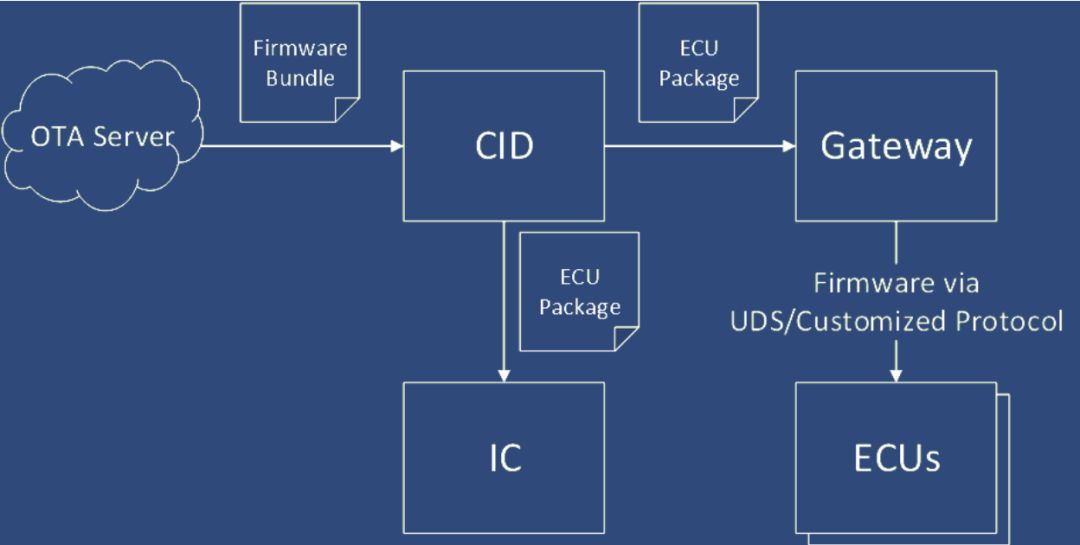 Firmware
Bundle
ECU
Package
OTA Server
CID
Gateway
ECU
Package
Firmware via
UDS/Customized Protocol
IC
ECUs